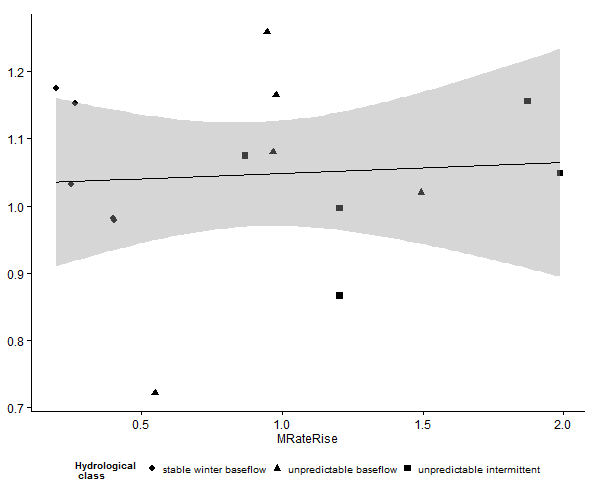 1.2
1.1
1.0
0.9
0.8
0.7
0.5
1.0
1.5
2.0
MRateRise
Hydrological
class
stable winter baseflow
unpredictable baseflow
unpredictable intermittent